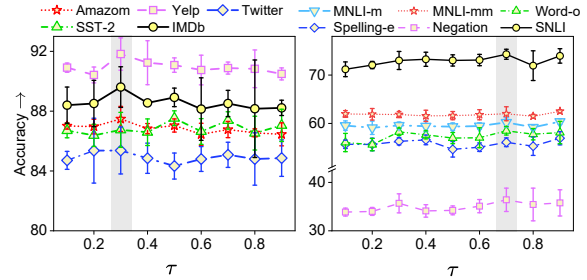 Amazom Yelp Twitter
SST-2 IMDb
MNLI-m MNLI-mm Word-o
Spelling-e Negation SNLI
Accuracy →
92
88
84
80
0.2 0.4 0.6 0.8
τ
70
60
35
30
0.2 0.4 0.6 0.8
τ